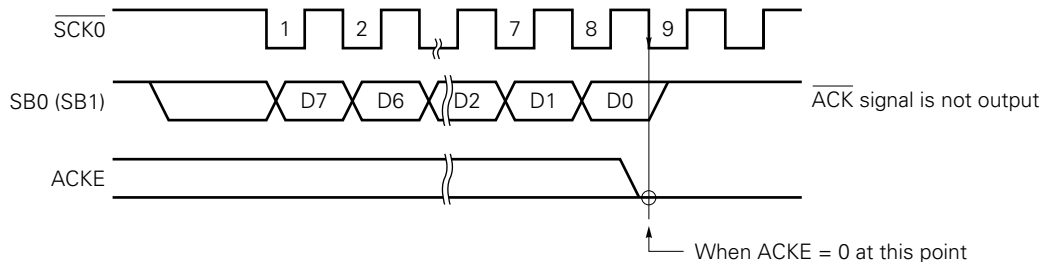 SCK0 1 2 7 8 9
SB0 (SB1) D7 D6 D2 D1 D0 ACK signal is not output
ACKE
When ACKE = 0 at this point